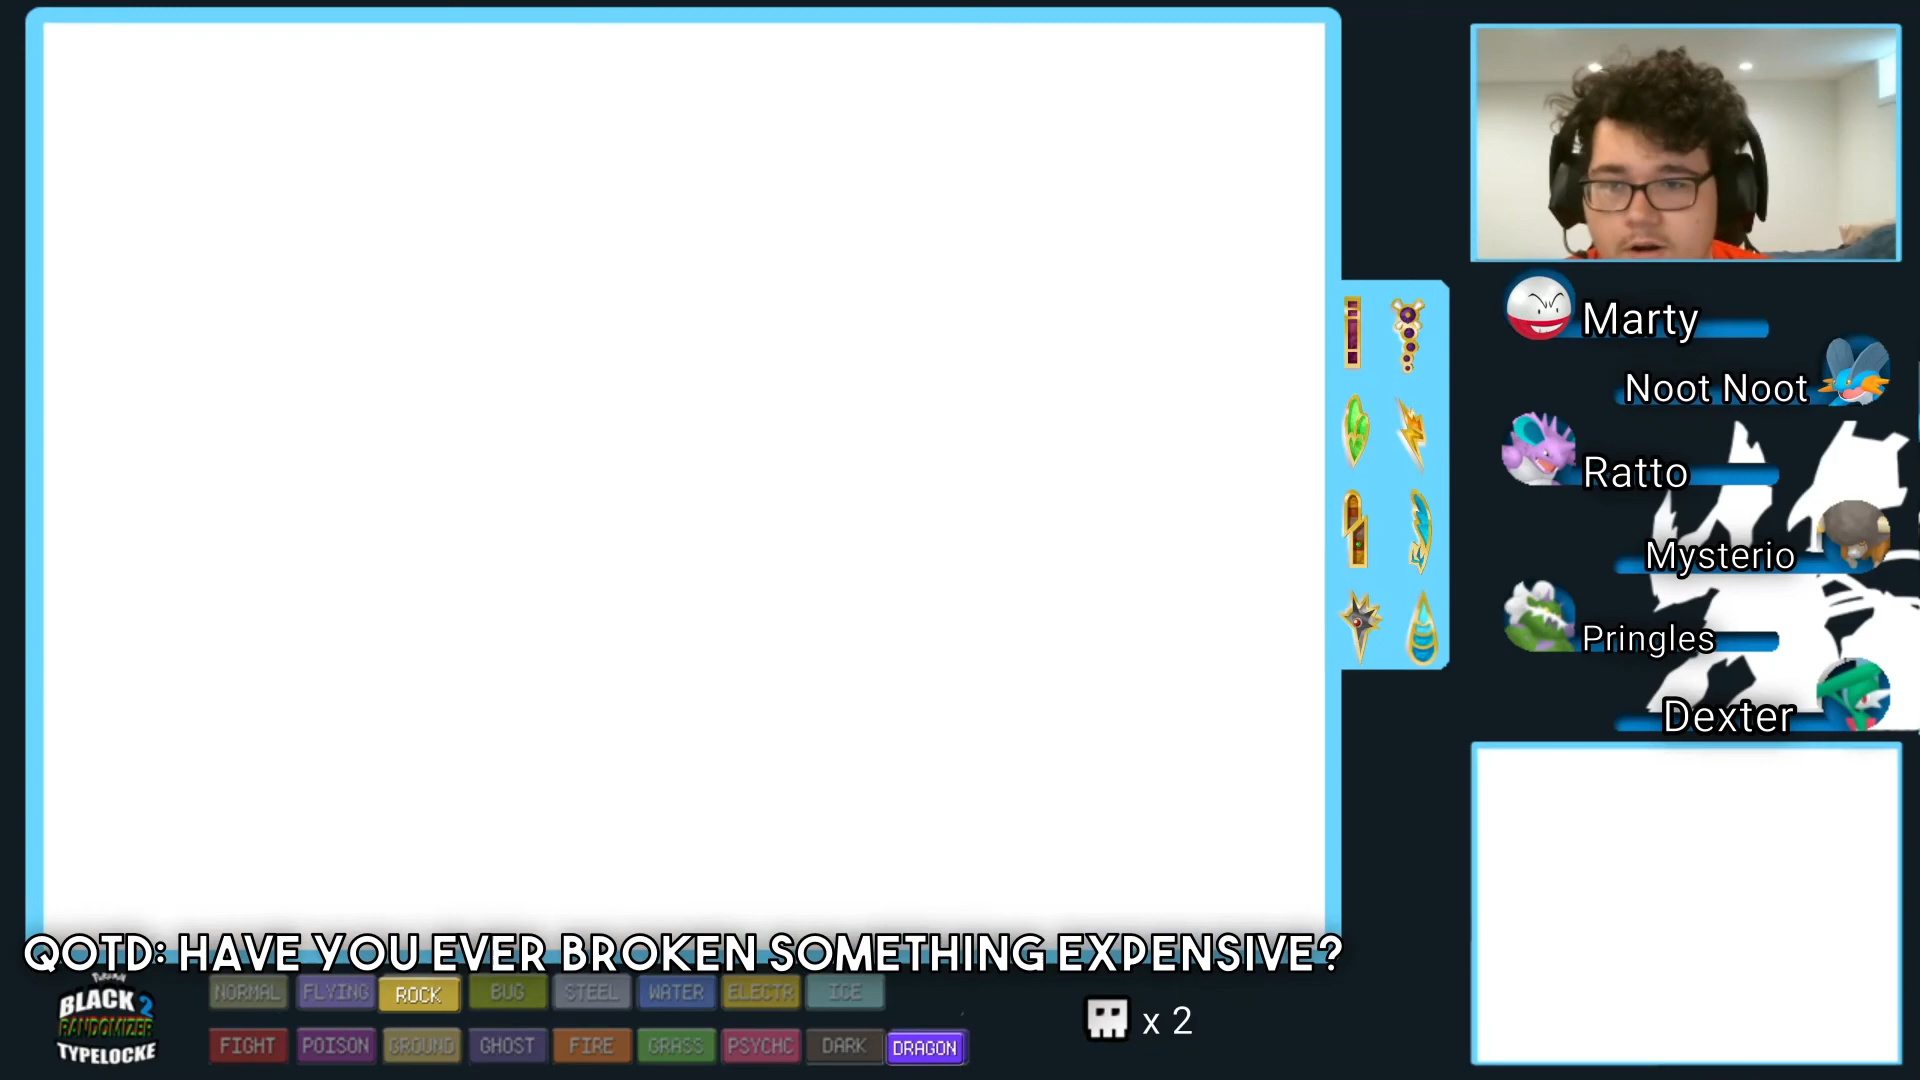 Marty
Noot Noot
Ratto
Mysterio
Pringles
Dexter
QOTD: HAVE YOU EVER BROKEN SOMETHING EXPENSIVE?
POKéMON
BLACK 2
RANDOMIZER
TYPELOCKE
NORMAL FLYING ROCK BUG STEEL WATER ELECTR ICE
FIGHT POISON GROUND GHOST FIRE GRASS PSYCHC DARK DRAGON
x 2